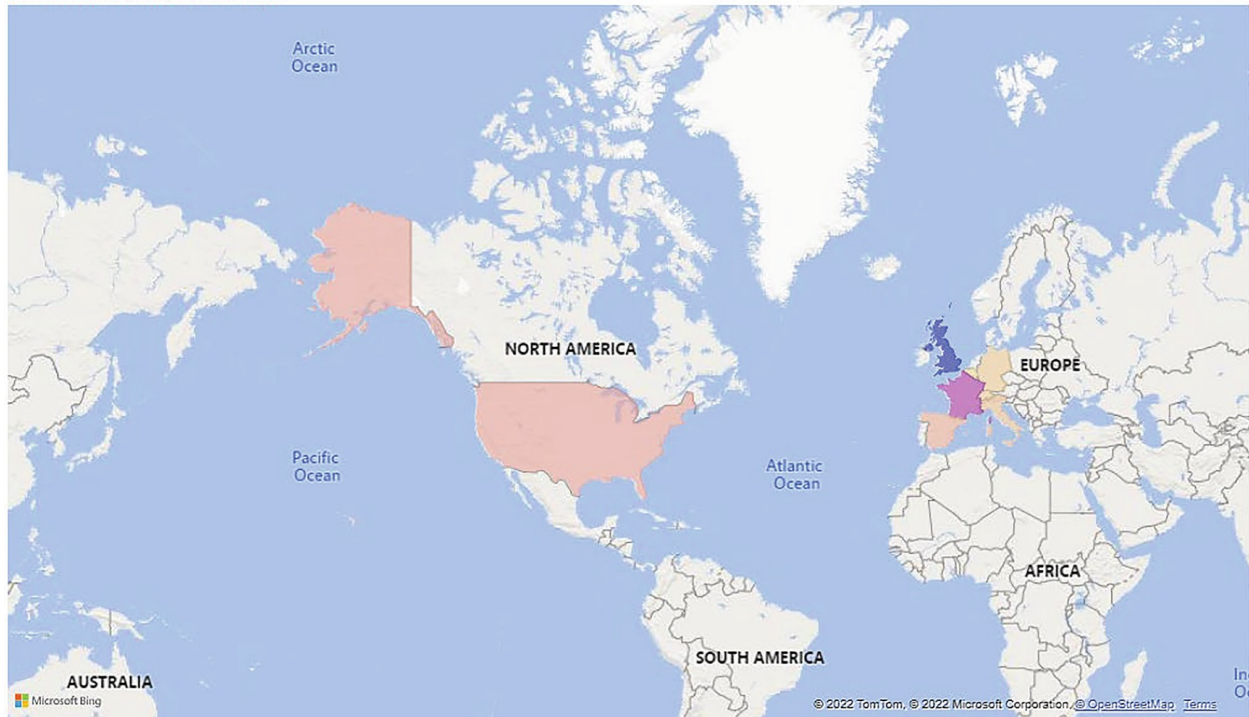 Arctic
Ocean
NORTH AMERICA
EUROPE
Pacific
Ocean
Atlantic
Ocean
AFRICA
SOUTH AMERICA
AUSTRALIA
Microsoft Bing
© 2022 TomTom, © 2022 Microsoft Corporation, © OpenStreetMap Terms